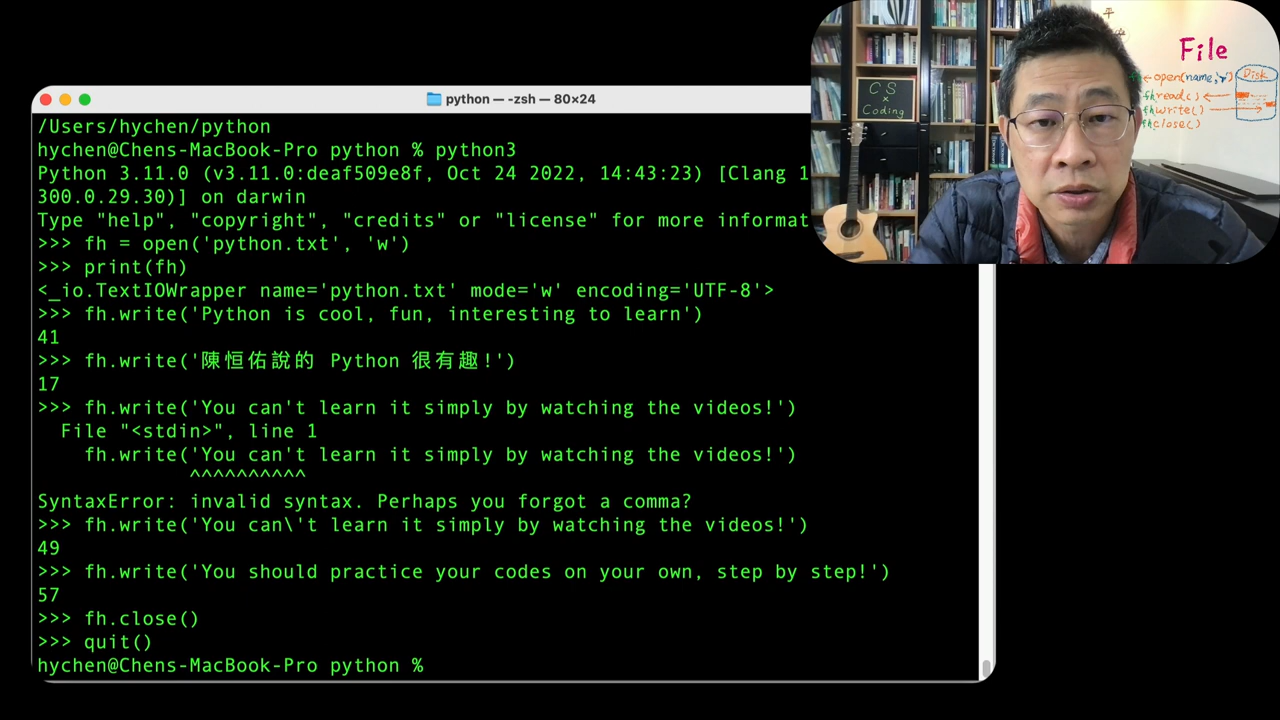 python — -zsh — 80×24
/Users/hychen/python
hychen@Chens-MacBook-Pro python % python3
Python 3.11.0 (v3.11.0:deaf509e8f, Oct 24 2022, 14:43:23) [Clang 1
300.0.29.30)] on darwin
Type "help", "copyright", "credits" or "license" for more informat
>>> fh = open('python.txt', 'w')
>>> print(fh)
<_io.TextIOWrapper name='python.txt' mode='w' encoding='UTF-8'>
>>> fh.write('Python is cool, fun, interesting to learn')
41
>>> fh.write('陳恒佑說的 Python 很有趣!')
17
>>> fh.write('You can't learn it simply by watching the videos!')
  File "<stdin>", line 1
    fh.write('You can't learn it simply by watching the videos!')
             ^^^^^^^^^^
SyntaxError: invalid syntax. Perhaps you forgot a comma?
>>> fh.write('You can\'t learn it simply by watching the videos!')
49
>>> fh.write('You should practice your codes on your own, step by step!')
57
>>> fh.close()
>>> quit()
hychen@Chens-MacBook-Pro python %
CS
×
Coding
File
open(name,'r') Disk
fh.read()
fh.write()
fh.close()